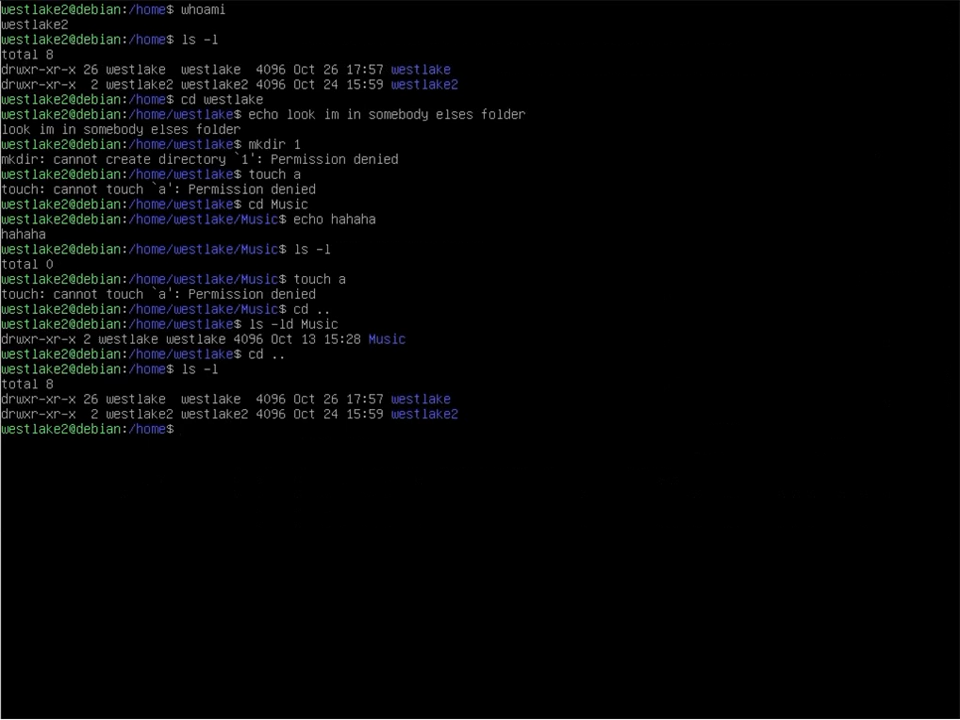 westlake2@debian:/home$ whoami
westlake2
westlake2@debian:/home$ ls -l
total 8
drwxr-xr-x 26 westlake  westlake  4096 Oct 26 17:57 westlake
drwxr-xr-x  2 westlake2 westlake2 4096 Oct 24 15:59 westlake2
westlake2@debian:/home$ cd westlake
westlake2@debian:/home/westlake$ echo look im in somebody elses folder
look im in somebody elses folder
westlake2@debian:/home/westlake$ mkdir 1
mkdir: cannot create directory `1': Permission denied
westlake2@debian:/home/westlake$ touch a
touch: cannot touch `a': Permission denied
westlake2@debian:/home/westlake$ cd Music
westlake2@debian:/home/westlake/Music$ echo hahaha
hahaha
westlake2@debian:/home/westlake/Music$ ls -l
total 0
westlake2@debian:/home/westlake/Music$ touch a
touch: cannot touch `a': Permission denied
westlake2@debian:/home/westlake/Music$ cd ..
westlake2@debian:/home/westlake$ ls -ld Music
drwxr-xr-x 2 westlake westlake 4096 Oct 13 15:28 Music
westlake2@debian:/home/westlake$ cd ..
westlake2@debian:/home$ ls -l
total 8
drwxr-xr-x 26 westlake  westlake  4096 Oct 26 17:57 westlake
drwxr-xr-x  2 westlake2 westlake2 4096 Oct 24 15:59 westlake2
westlake2@debian:/home$